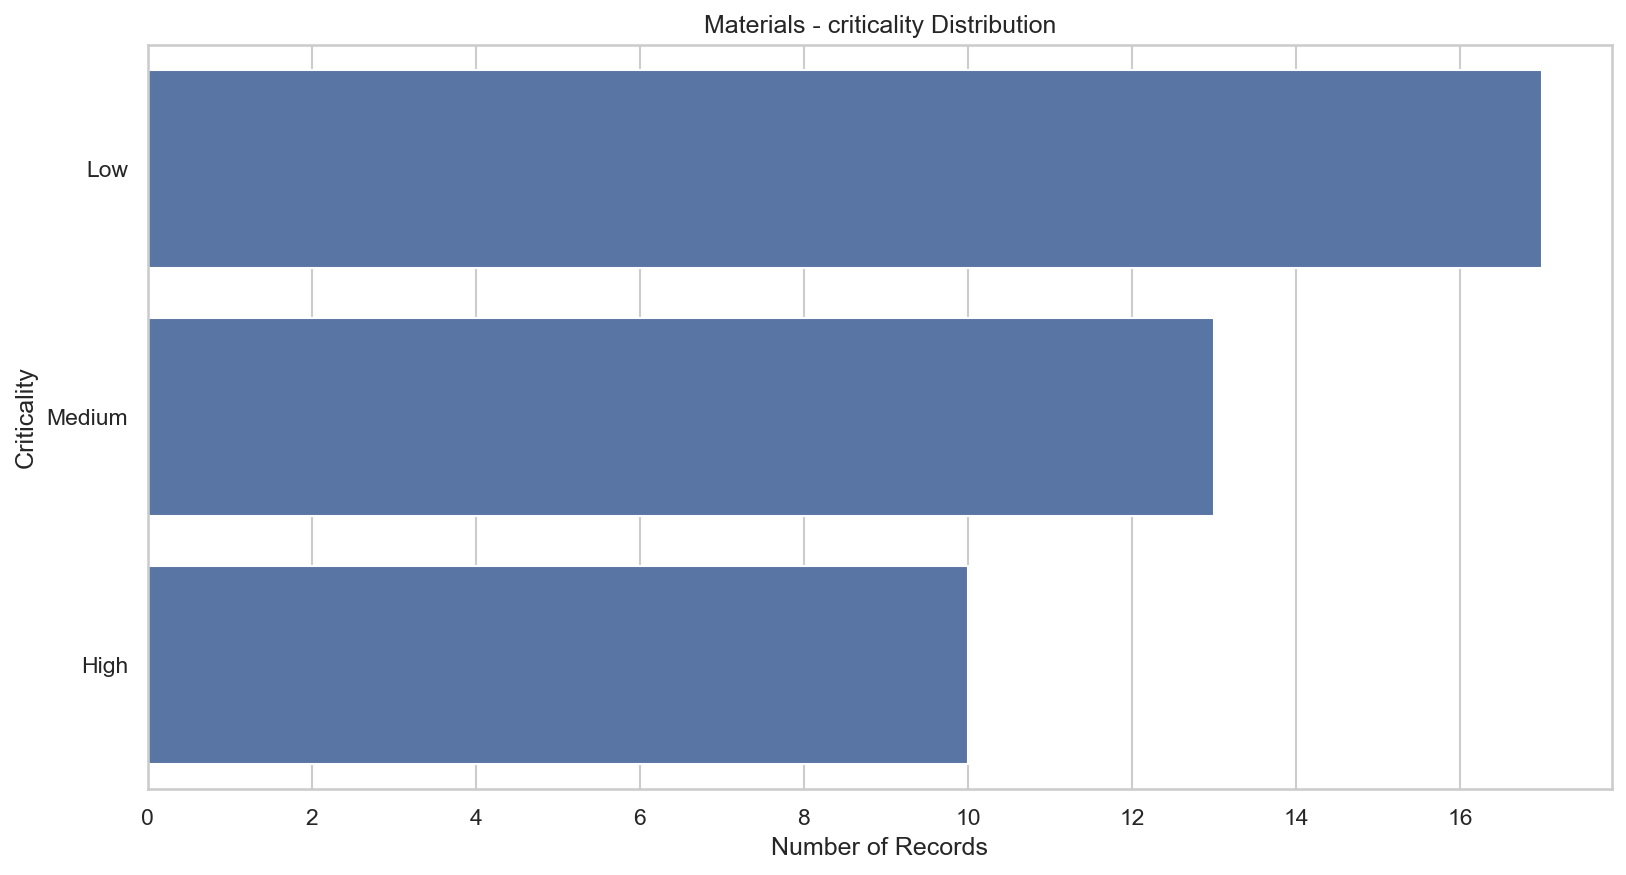 Materials - criticality Distribution
Criticality
Low
Medium
High
0 2 4 6 8 10 12 14 16
Number of Records